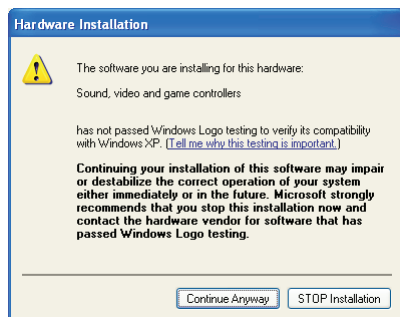 Hardware Installation
The software you are installing for this hardware:
Sound, video and game controllers
has not passed Windows Logo testing to verify its compatibility
with Windows XP. (Tell me why this testing is important.)
Continuing your installation of this software may impair
or destabilize the correct operation of your system
either immediately or in the future. Microsoft strongly
recommends that you stop this installation now and
contact the hardware vendor for software that has
passed Windows Logo testing.
Continue Anyway
STOP Installation